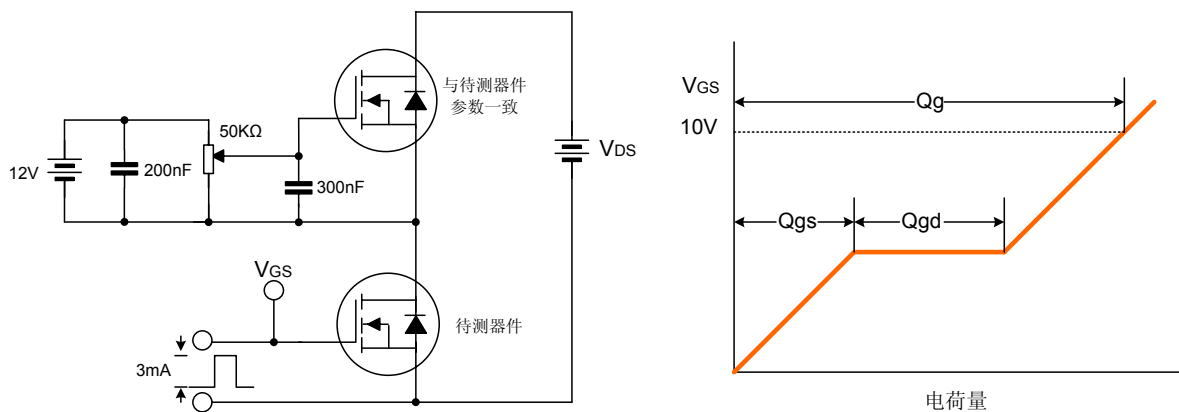 与待测器件
参数一致
50KΩ
12V
200nF
300nF
VDS
VGS
待测器件
3mA
VGS
10V
Qg
Qgs
Qgd
电荷量